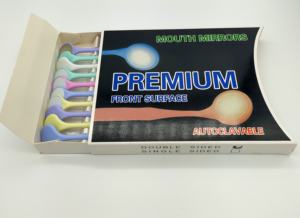 MOUTH MIRRORS
PREMIUM
FRONT SURFACE
AUTOCLAVABLE
DOUBLE SIDED
SINGLE SIDED